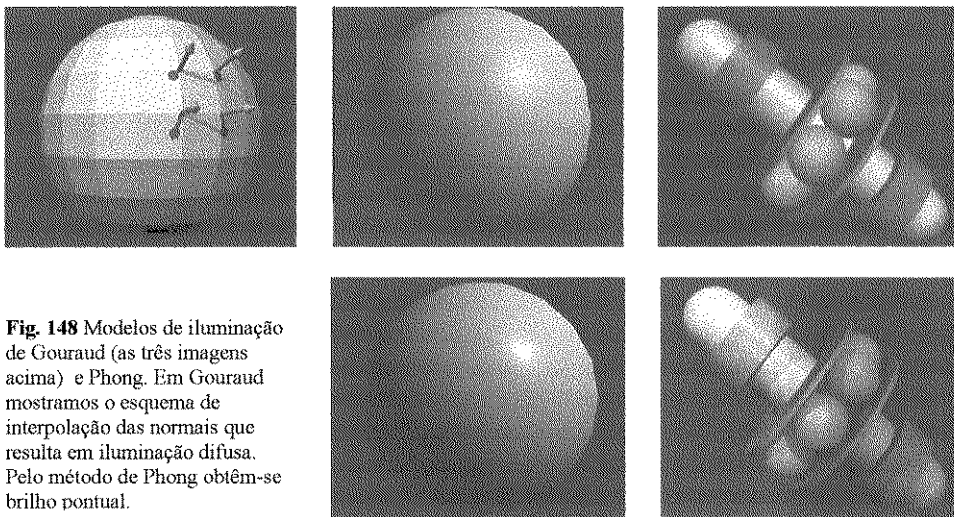 Fig. 148 Modelos de iluminação
de Gouraud (as três imagens
acima) e Phong. Em Gouraud
mostramos o esquema de
interpolação das normais que
resulta em iluminação difusa.
Pelo método de Phong obtêm-se
brilho pontual.